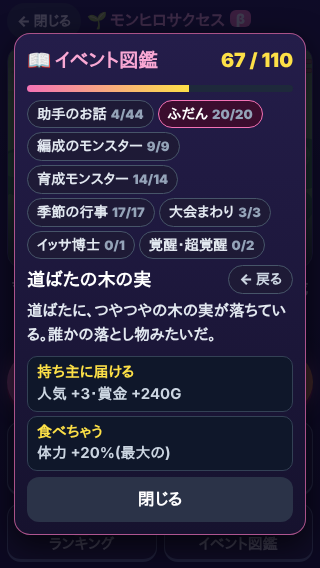 ← 閉じる 🌱 モンヒロサクセス β
📖 イベント図鑑 67 / 110
助手のお話 4/44 ふだん 20/20
編成のモンスター 9/9
育成モンスター 14/14
季節の行事 17/17 大会まわり 3/3
イッサ博士 0/1 覚醒・超覚醒 0/2
道ばたの木の実 ← 戻る
道ばたに、つやつやの木の実が落ちてい
る。誰かの落とし物みたいだ。
持ち主に届ける
人気 +3・賞金 +240G
食べちゃう
体力 +20%(最大の)
閉じる
ランキング イベント図鑑